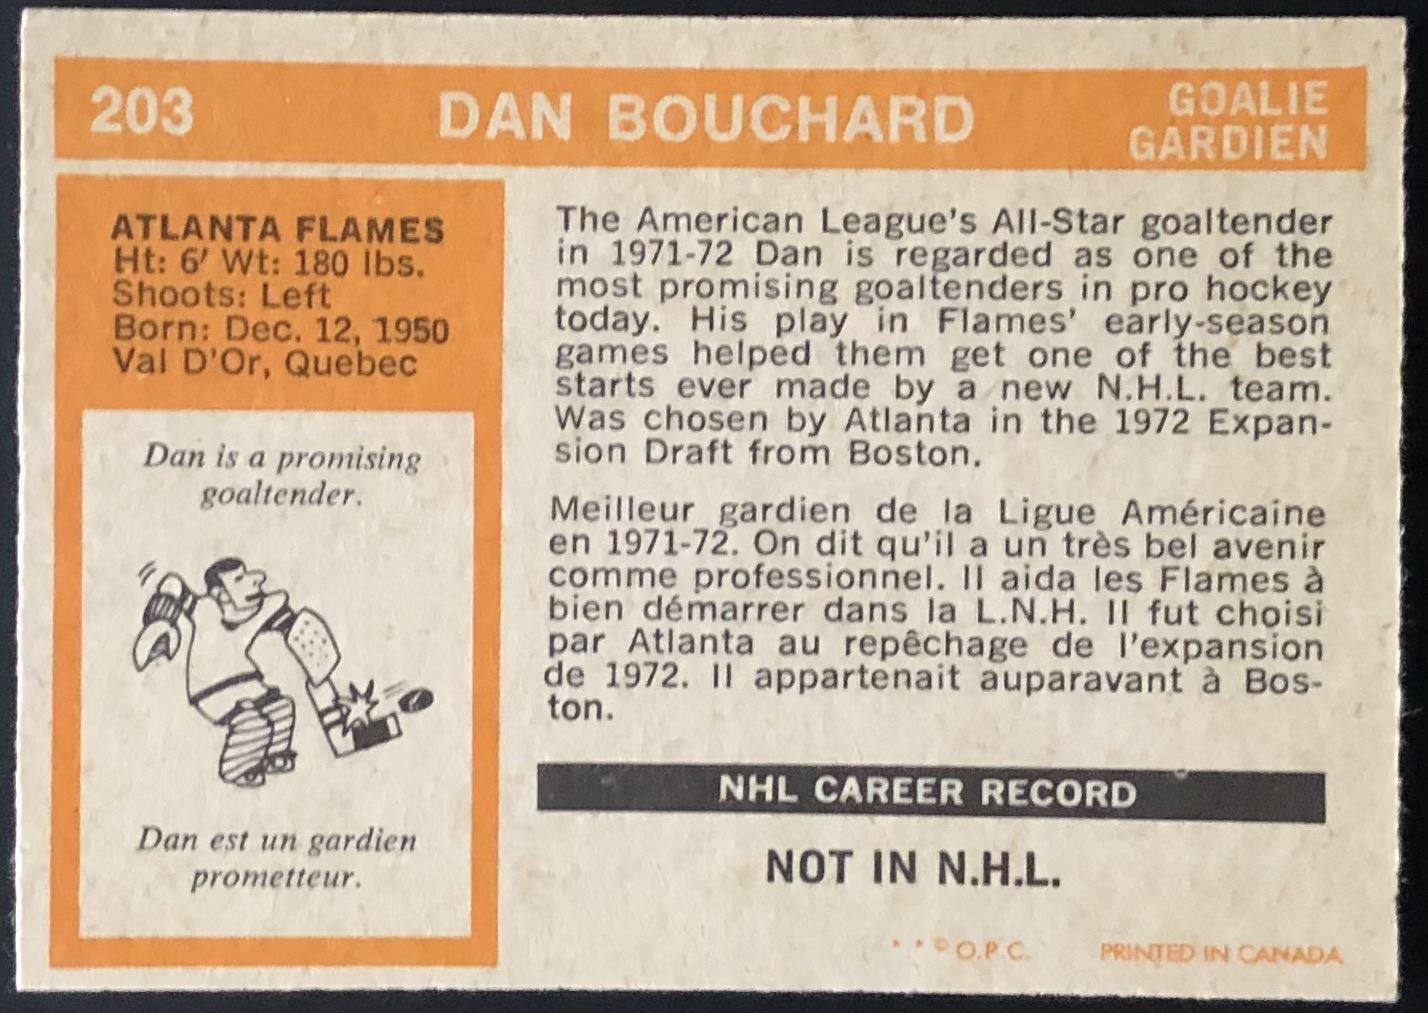 203
DAN BOUCHARD
GOALIE
GARDIEN
ATLANTA FLAMES
Ht: 6' Wt: 180 lbs.
Shoots: Left
Born: Dec. 12, 1950
Val D'Or, Quebec
Dan is a promising
goaltender.
Dan est un gardien
prometteur.
The American League's All-Star goaltender
in 1971-72 Dan is regarded as one of the
most promising goaltenders in pro hockey
today. His play in Flames' early-season
games helped them get one of the best
starts ever made by a new N.H.L. team.
Was chosen by Atlanta in the 1972 Expan-
sion Draft from Boston.
Meilleur gardien de la Ligue Américaine
en 1971-72. On dit qu'il a un très bel avenir
comme professionnel. Il aida les Flames à
bien démarrer dans la L.N.H. Il fut choisi
par Atlanta au repêchage de l'expansion
de 1972. Il appartenait auparavant à Bos-
ton.
NHL CAREER RECORD
NOT IN N.H.L.
* * © O.P.C. PRINTED IN CANADA